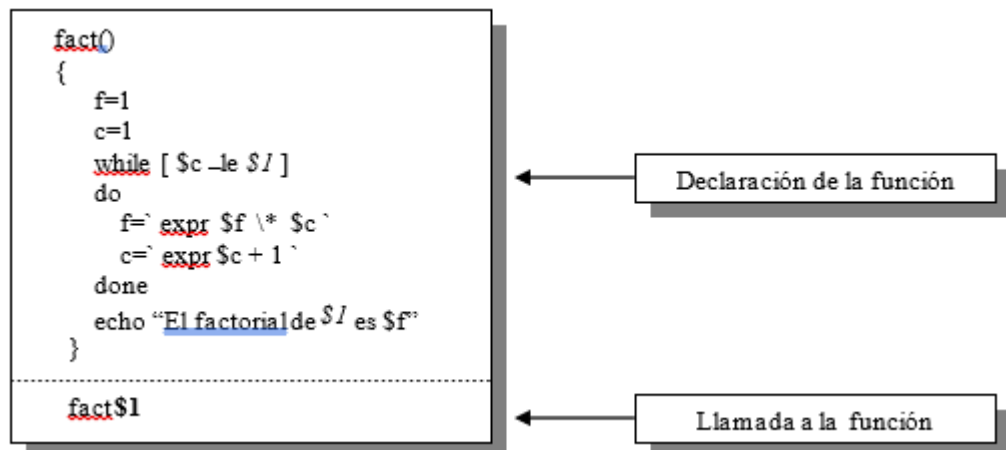 fact()
{
f=1
c=1
while [ $c –le $1 ]
do
f=` expr $f \* $c `
c=` expr $c + 1 `
done
echo “El factorial de $1 es $f”
}
fact $1
Declaración de la función
Llamada a la función